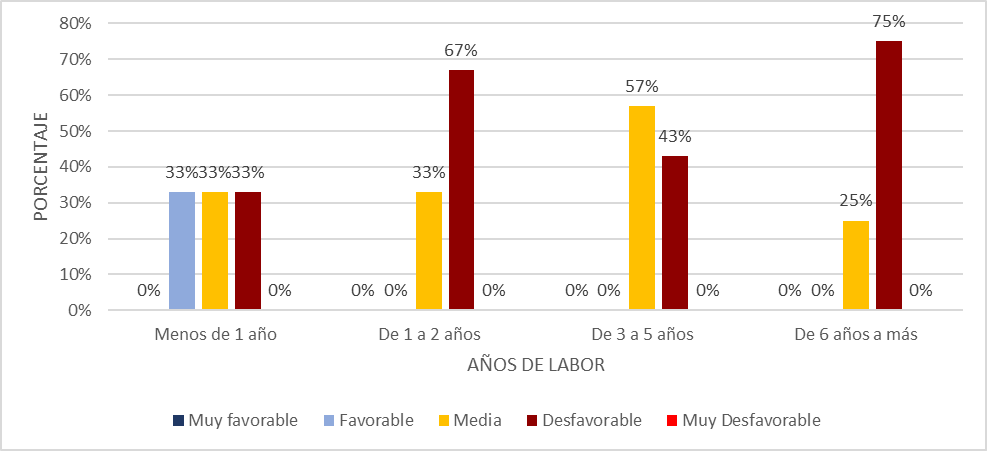 80%
70%
60%
50%
40%
30%
20%
10%
0%
PORCENTAJE
0% 33% 33% 33% 0%
0% 0% 33% 67% 0%
0% 0% 57% 43% 0%
0% 0% 25% 75% 0%
Menos de 1 año De 1 a 2 años De 3 a 5 años De 6 años a más
AÑOS DE LABOR
Muy favorable Favorable Media Desfavorable Muy Desfavorable